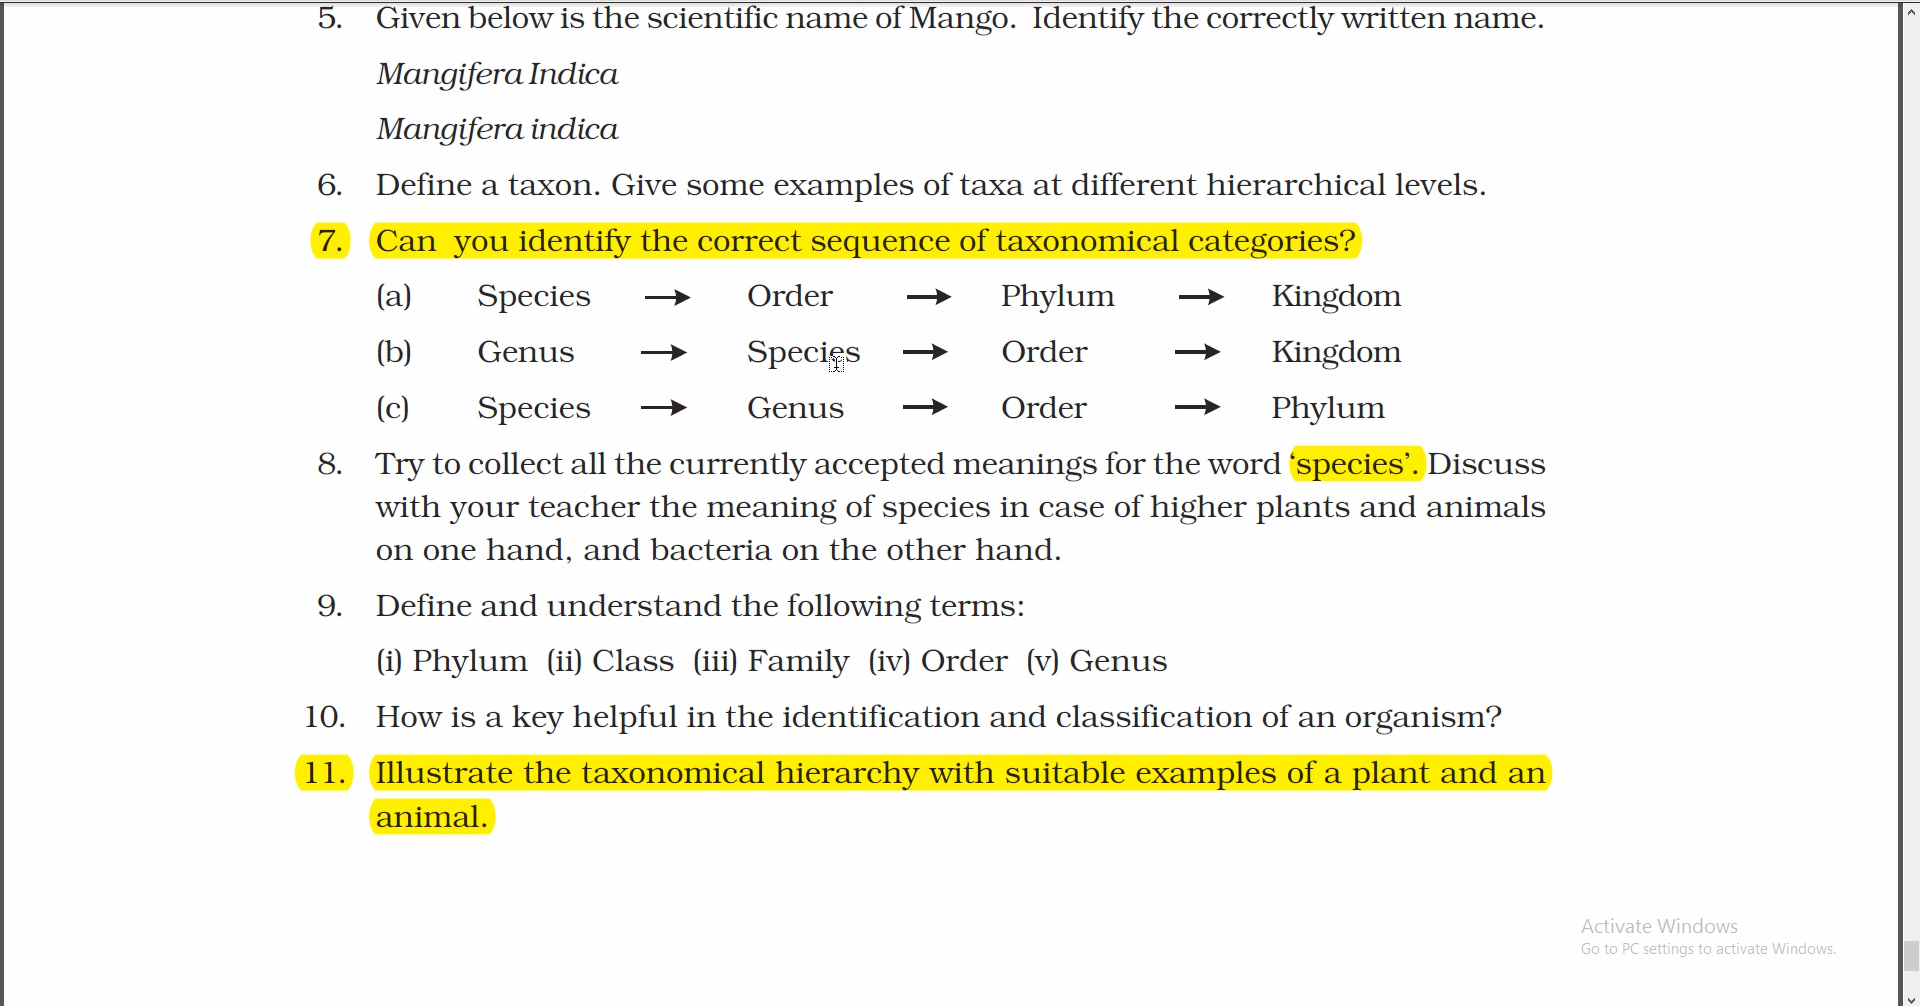 5. Given below is the scientific name of Mango. Identify the correctly written name.
Mangifera Indica
Mangifera indica
6. Define a taxon. Give some examples of taxa at different hierarchical levels.
7. Can you identify the correct sequence of taxonomical categories?
(a) Species → Order → Phylum → Kingdom
(b) Genus → Species → Order → Kingdom
(c) Species → Genus → Order → Phylum
8. Try to collect all the currently accepted meanings for the word ‘species’. Discuss
with your teacher the meaning of species in case of higher plants and animals
on one hand, and bacteria on the other hand.
9. Define and understand the following terms:
(i) Phylum (ii) Class (iii) Family (iv) Order (v) Genus
10. How is a key helpful in the identification and classification of an organism?
11. Illustrate the taxonomical hierarchy with suitable examples of a plant and an
animal.
Activate Windows
Go to PC settings to activate Windows.